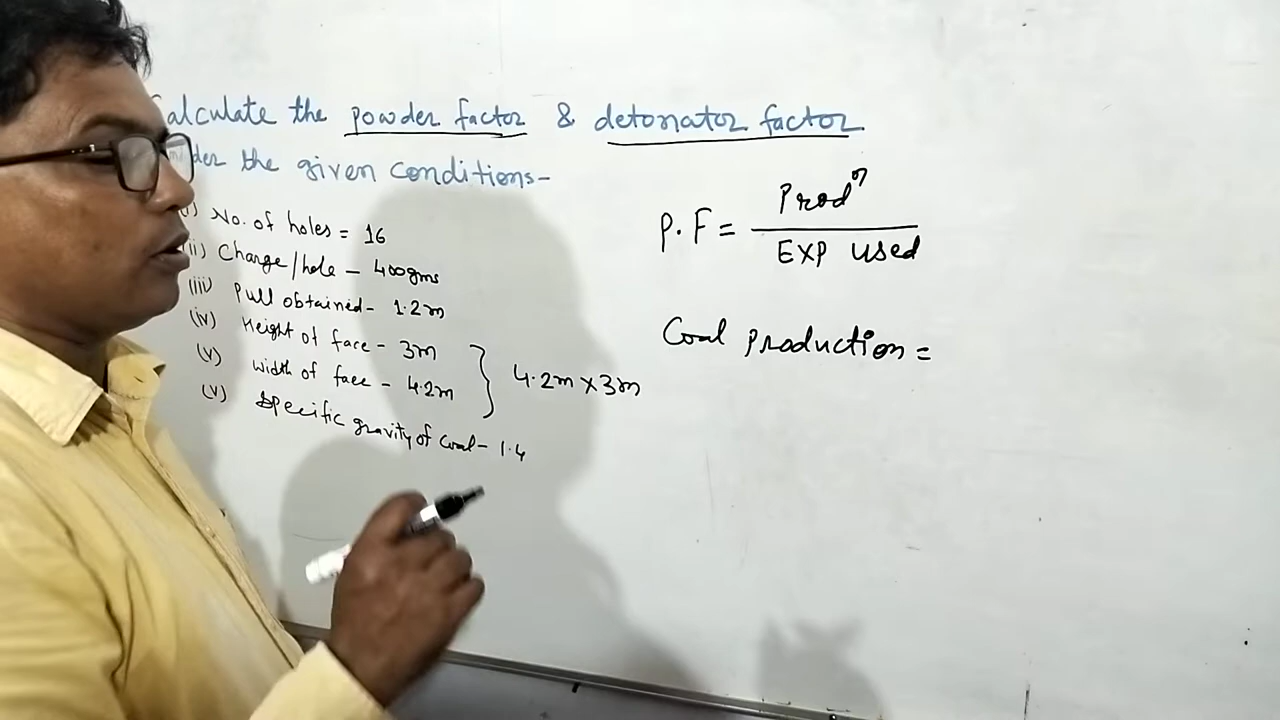 alculate the powder factor & detonator factor
der the given conditions-
(i) No. of holes = 16
(ii) Charge/hole - 400gms
(iii) Pull obtained- 1.2m
(iv) Height of face - 3m
(v) Width of face - 4.2m
(v) Specific gravity of coal- 1.4
4.2m x 3m
P.F = Prodⁿ
EXP used
Coal Production =